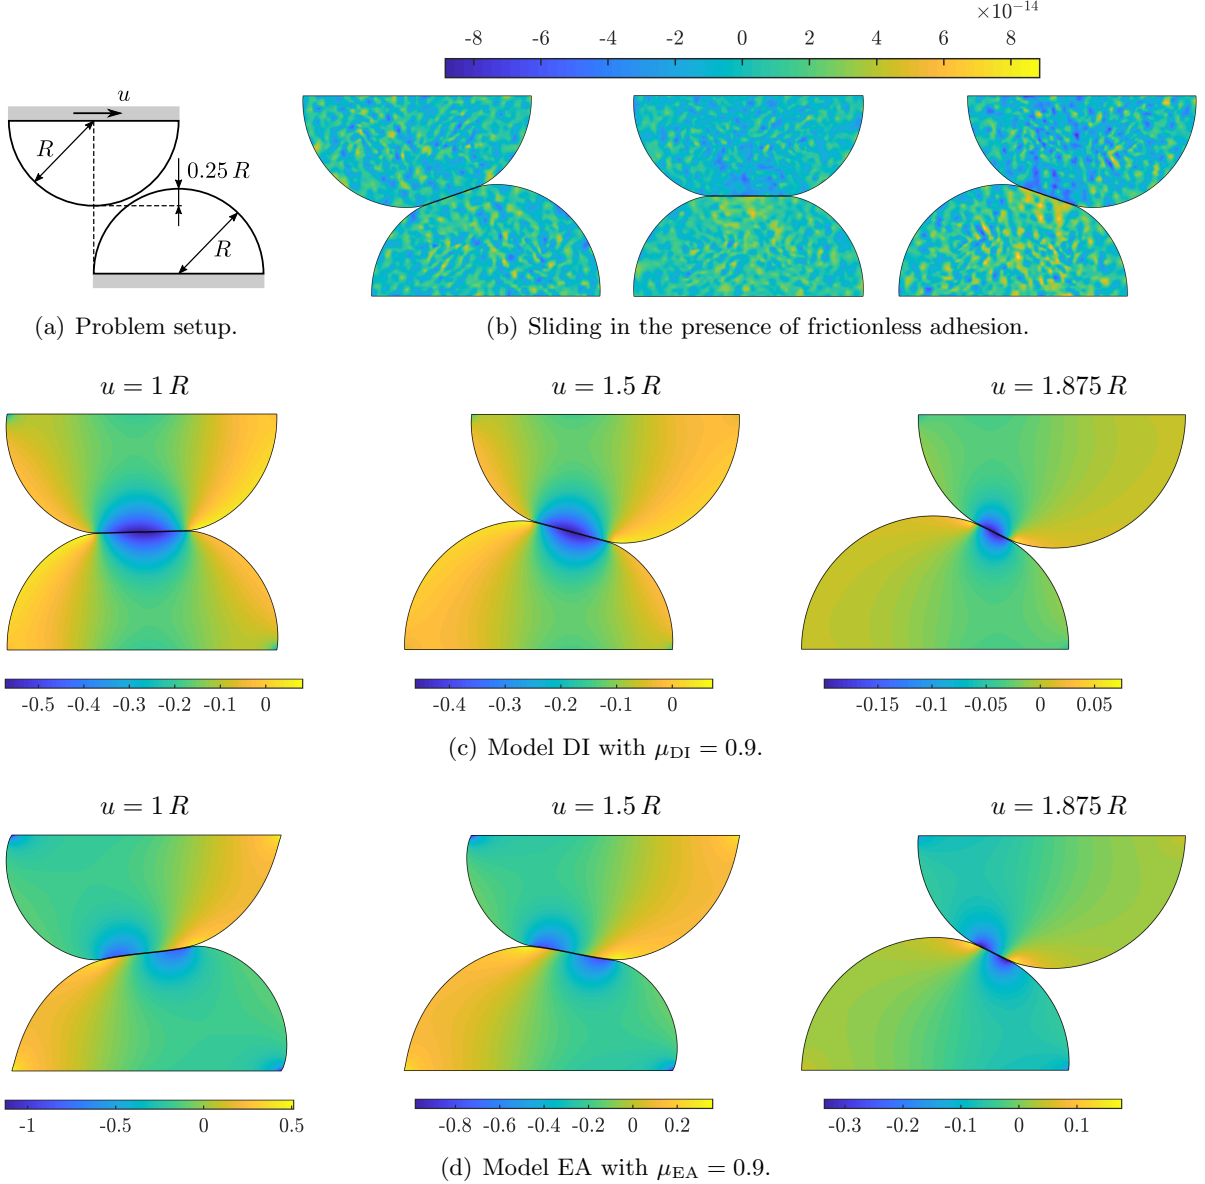 ×10−14
-8 -6 -4 -2 0 2 4 6 8
u
R
0.25 R
R
(a) Problem setup.
(b) Sliding in the presence of frictionless adhesion.
u = 1 R
u = 1.5 R
u = 1.875 R
-0.5 -0.4 -0.3 -0.2 -0.1 0
-0.4 -0.3 -0.2 -0.1 0
-0.15 -0.1 -0.05 0 0.05
(c) Model DI with μDI = 0.9.
u = 1 R
u = 1.5 R
u = 1.875 R
-1 -0.5 0 0.5
-0.8 -0.6 -0.4 -0.2 0 0.2
-0.3 -0.2 -0.1 0 0.1
(d) Model EA with μEA = 0.9.